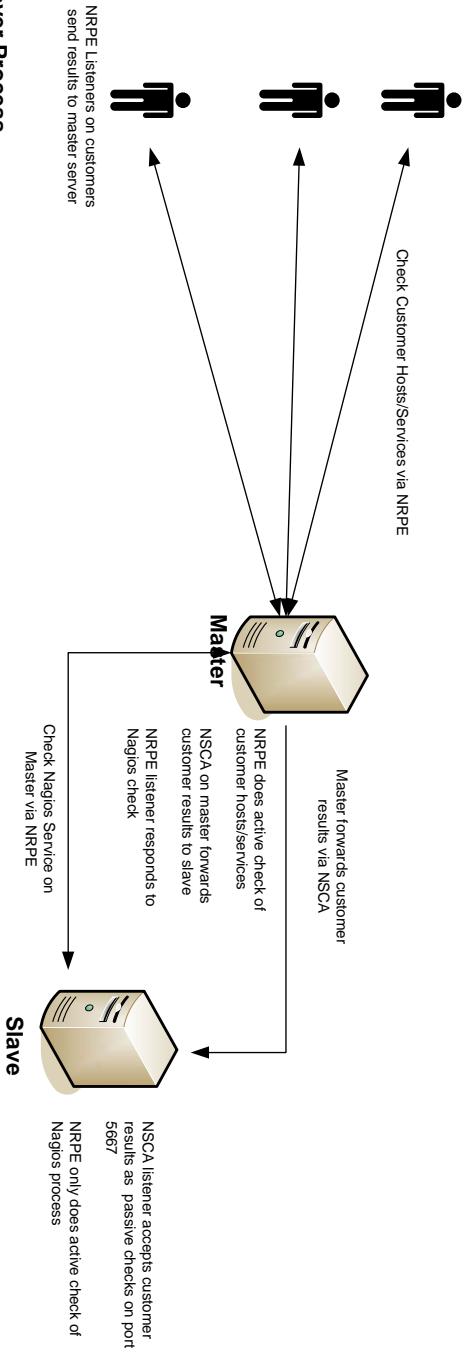 NRPE Listeners on customers
send results to master server
Check Customer Hosts/Services via NRPE
Master
Master forwards customer
results via NSCA
NRPE does active check of
customer hosts/services
NSCA on master forwards
customer results to slave
NRPE listener responds to
Nagios check
Check Nagios Service on
Master via NRPE
Slave
NSCA listener accepts customer
results as passive checks on port
5667
NRPE only does active check of
Nagios process